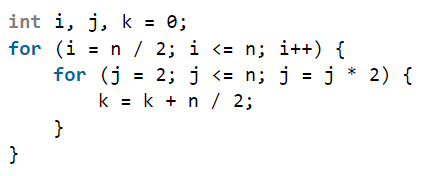 int i, j, k = 0;
for (i = n / 2; i <= n; i++) {
    for (j = 2; j <= n; j = j * 2) {
        k = k + n / 2;
    }
}